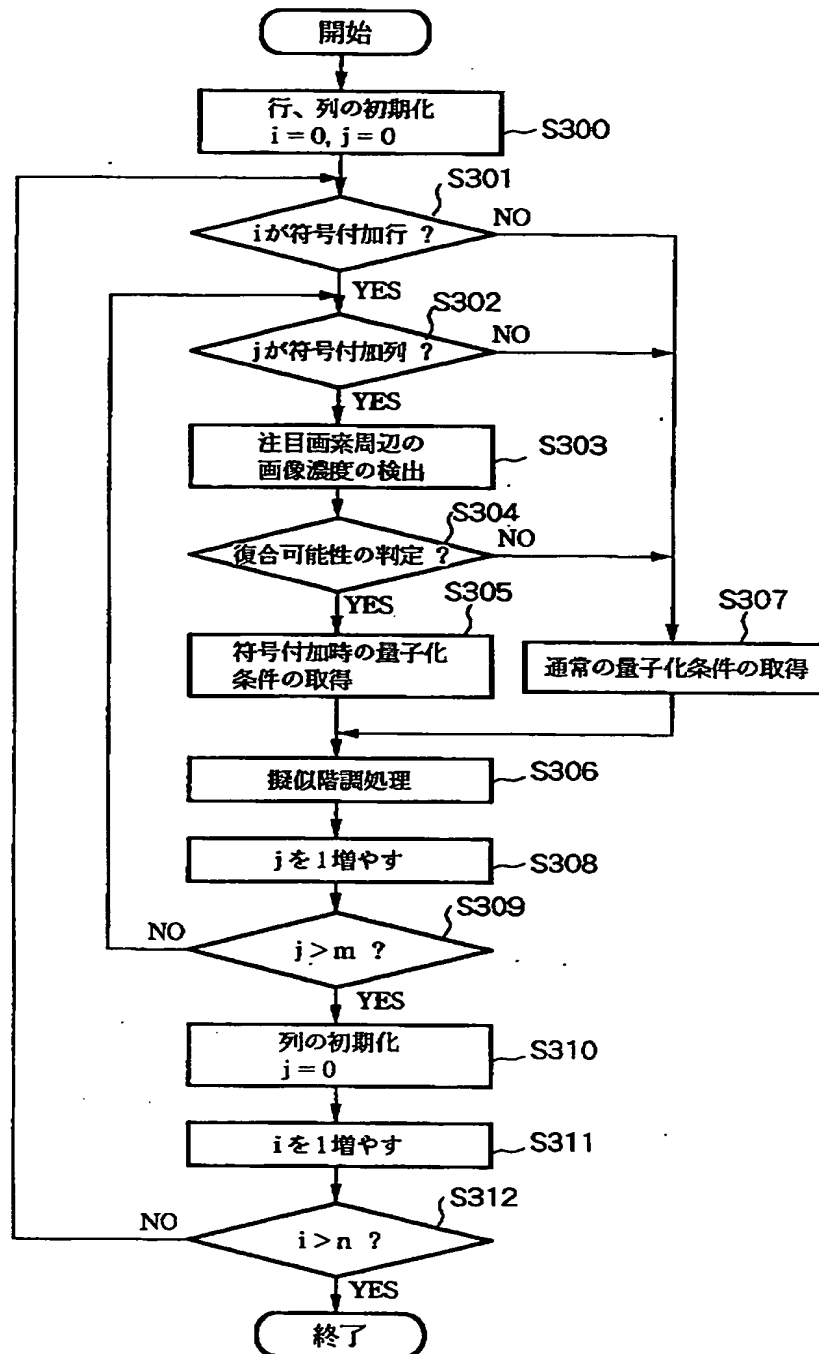 開始
行、列の初期化
i = 0, j = 0
S300
S301
iが符号付加行 ?
NO
YES
S302
jが符号付加列 ?
NO
YES
注目画素周辺の
画像濃度の検出
S303
S304
復合可能性の判定 ?
NO
YES
S305
符号付加時の量子化
条件の取得
S307
通常の量子化条件の取得
擬似階調処理
S306
jを1増やす
S308
S309
NO
j > m ?
YES
列の初期化
j = 0
S310
iを1増やす
S311
S312
NO
i > n ?
YES
終了